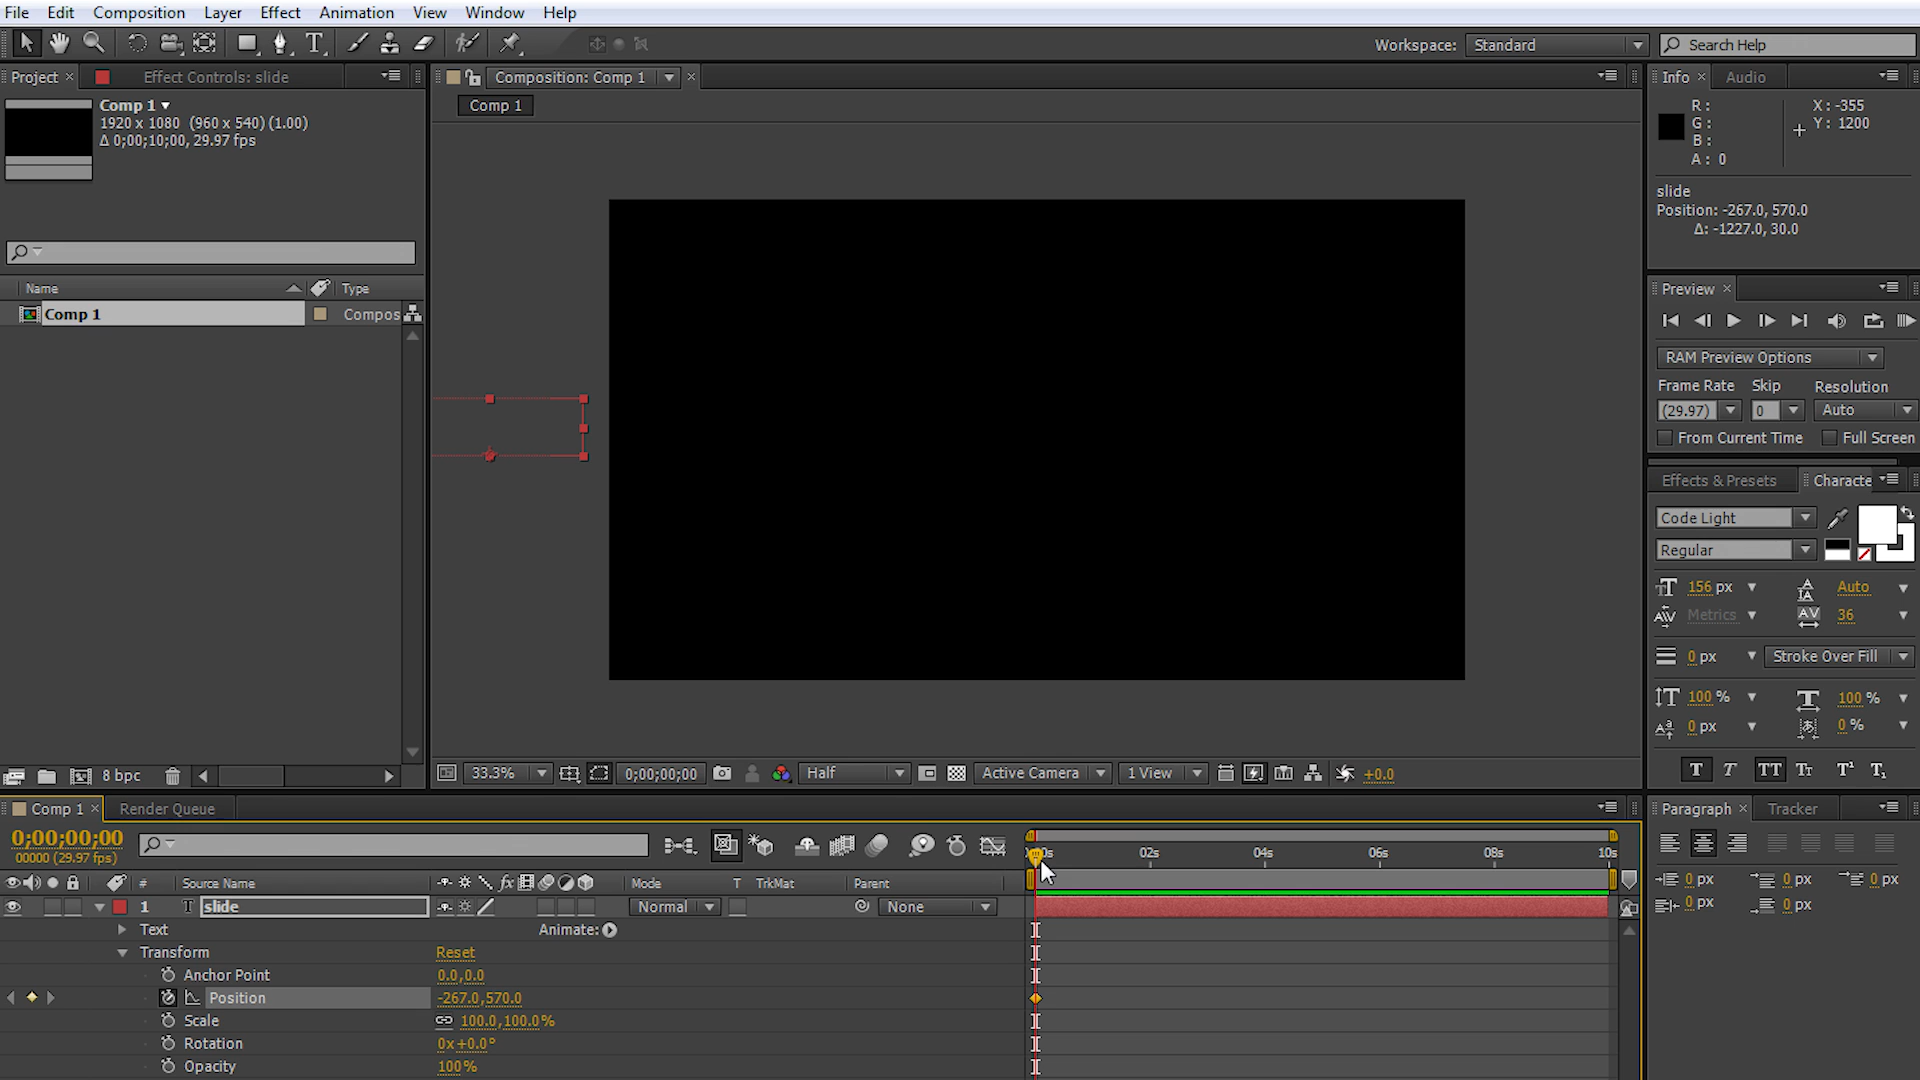 File Edit Composition Layer Effect Animation View Window Help
Workspace: Standard Search Help
Project × Effect Controls: slide
Composition: Comp 1 ×
Info × Audio
Comp 1
1920 x 1080 (960 x 540) (1.00)
Δ 0;00;10;00, 29.97 fps
Comp 1
R :
G :
B :
A : 0
X : -355
Y : 1200
slide
Position: -267.0, 570.0
Δ: -1227.0, 30.0
Name Type
Comp 1 Compos
8 bpc
33.3% 0;00;00;00 Half Active Camera 1 View +0.0
Preview ×
RAM Preview Options
Frame Rate Skip Resolution
(29.97) 0 Auto
From Current Time Full Screen
Effects & Presets Characte
Code Light
Regular
156 px Auto
Metrics 36
0 px Stroke Over Fill
100 % 100 %
0 px 0 %
T T TT Tt T¹ T₁
Comp 1 × Render Queue
0;00;00;00
00000 (29.97 fps)
02s 04s 06s 08s 10s
# Source Name fx Mode T TrkMat Parent
1 T slide Normal None
Text Animate:
Transform Reset
Anchor Point 0.0,0.0
Position -267.0,570.0
Scale 100.0,100.0%
Rotation 0x+0.0°
Opacity 100%
Paragraph × Tracker
0 px 0 px 0 px
0 px 0 px